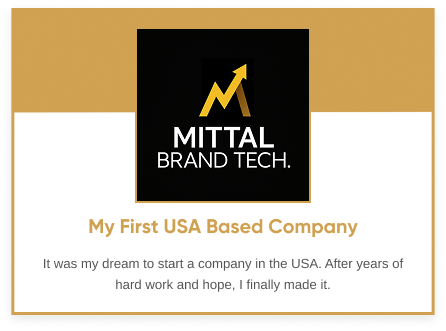 MITTAL
BRAND TECH.
My First USA Based Company
It was my dream to start a company in the USA. After years of
hard work and hope, I finally made it.